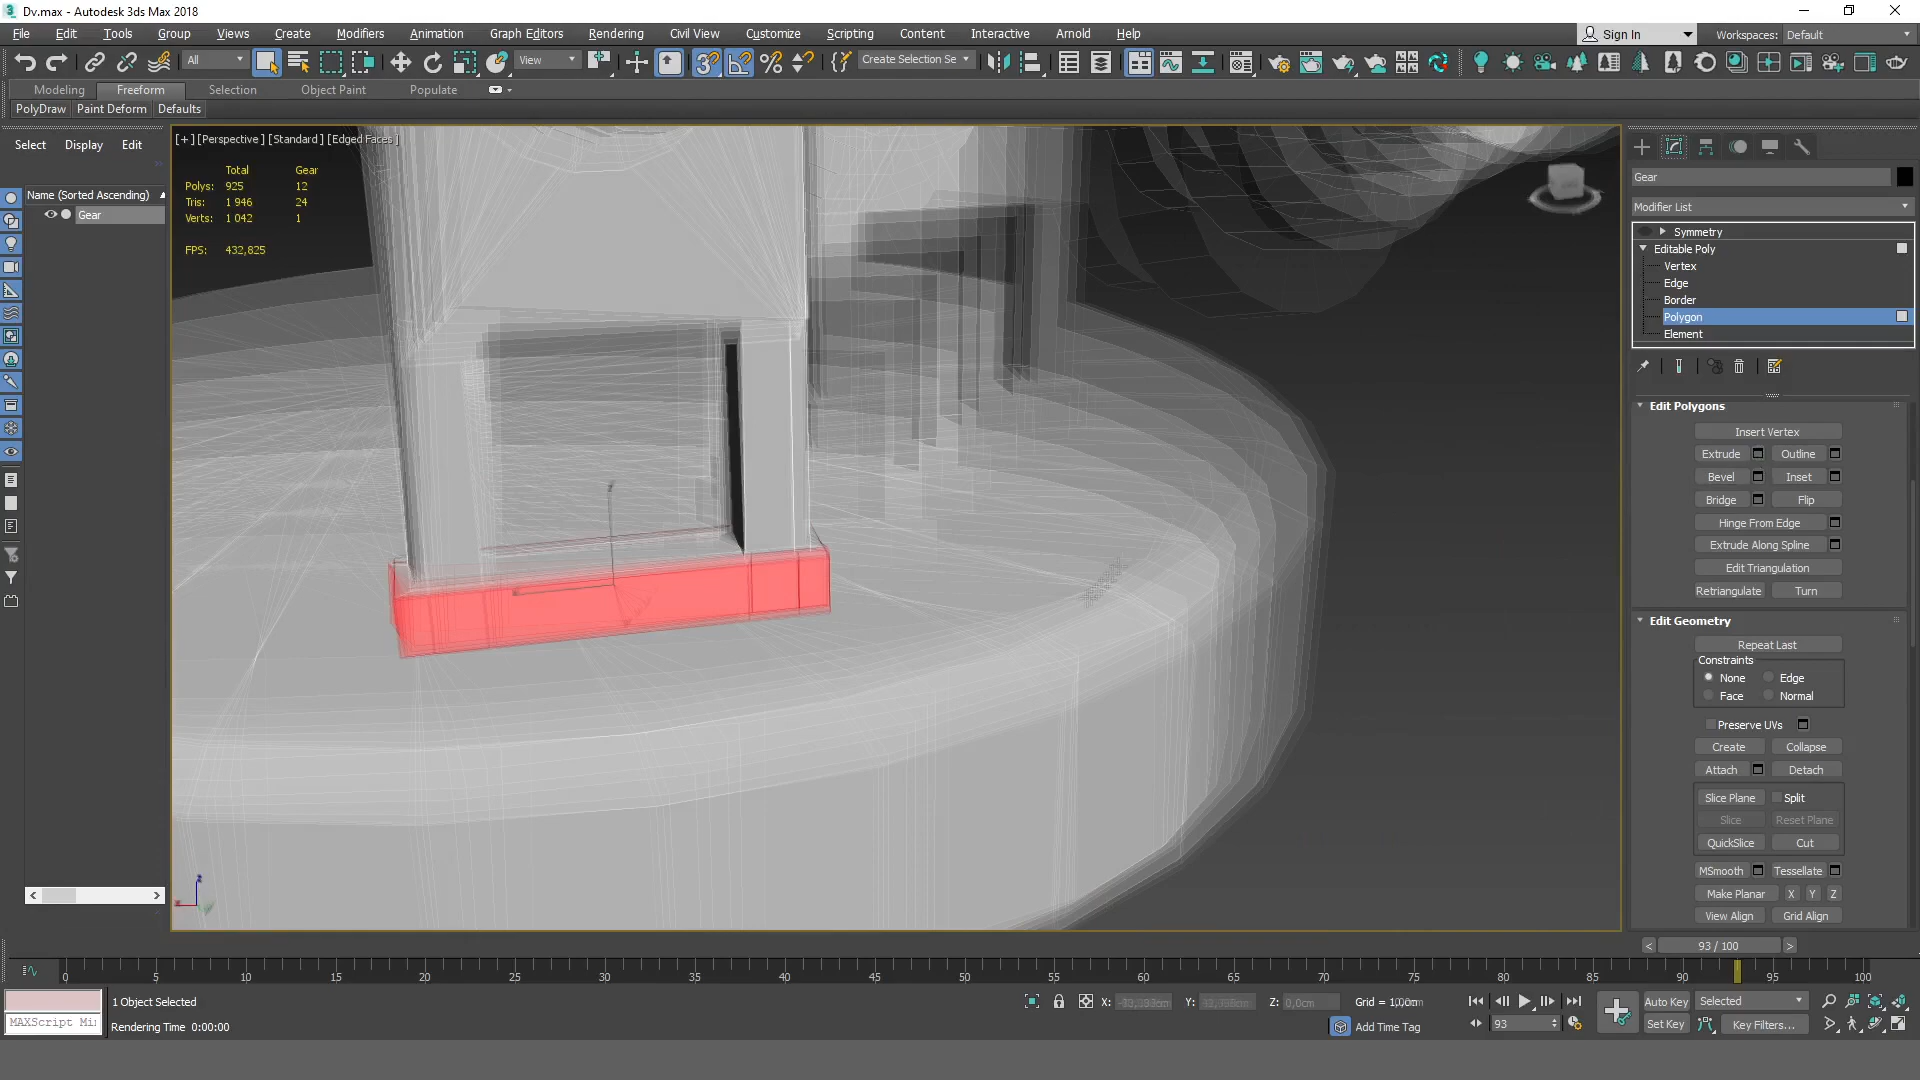 Dv.max - Autodesk 3ds Max 2018
File Edit Tools Group Views Create Modifiers Animation Graph Editors Rendering Civil View Customize Scripting Content Interactive Arnold Help
Sign In Workspaces: Default
All View Create Selection Se
Modeling Freeform Selection Object Paint Populate
PolyDraw Paint Deform Defaults
Select Display Edit
[+] [Perspective] [Standard] [Edged Faces]
Name (Sorted Ascending)
Gear
Total Gear
Polys: 925 12
Tris: 1 946 24
Verts: 1 042 1
FPS: 432,825
Gear
Modifier List
Symmetry
Editable Poly
Vertex
Edge
Border
Polygon
Element
Edit Polygons
Insert Vertex
Extrude Outline
Bevel Inset
Bridge Flip
Hinge From Edge
Extrude Along Spline
Edit Triangulation
Retriangulate Turn
Edit Geometry
Repeat Last
Constraints
None Edge
Face Normal
Preserve UVs
Create Collapse
Attach Detach
Slice Plane Split
Slice Reset Plane
QuickSlice Cut
MSmooth Tessellate
Make Planar X Y Z
View Align Grid Align
< 93 / 100 >
0 5 10 15 20 25 30 35 40 45 50 55 60 65 70 75 80 85 90 95 100
1 Object Selected
X: Y: Z: 0,0cm
Auto Key Selected
MAXScript Mi
Rendering Time 0:00:00
Add Time Tag
93
Set Key Key Filters...
z
x